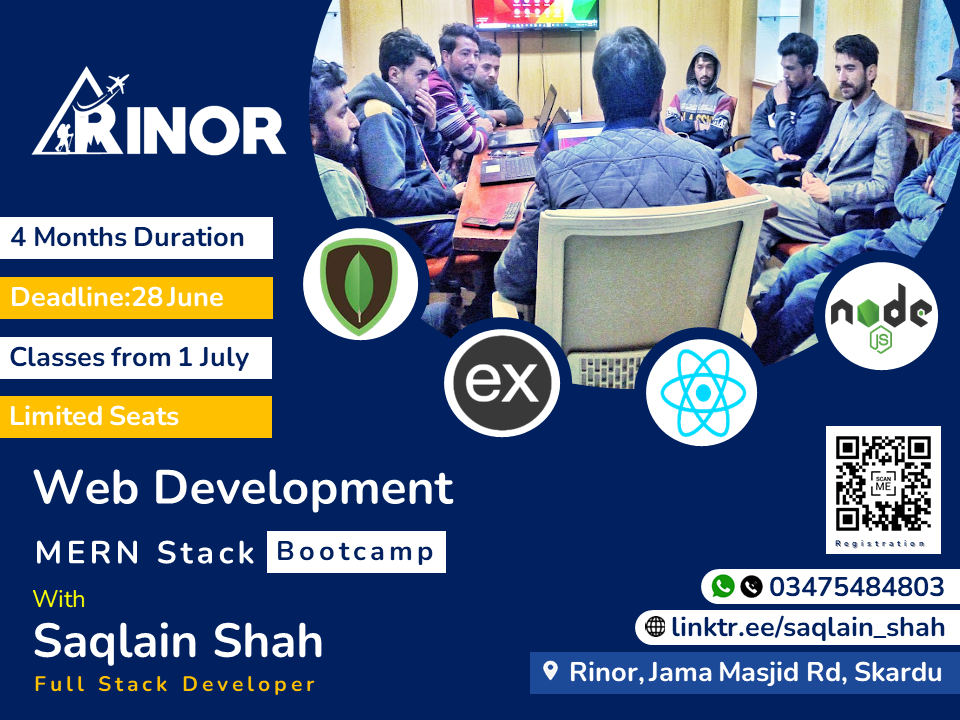 RINOR
4 Months Duration
Deadline:28 June
Classes from 1 July
Limited Seats
ex
node
JS
Web Development
MERN Stack Bootcamp
With
Saqlain Shah
Full Stack Developer
SCAN
ME
Registration
03475484803
linktr.ee/saqlain_shah
Rinor, Jama Masjid Rd, Skardu